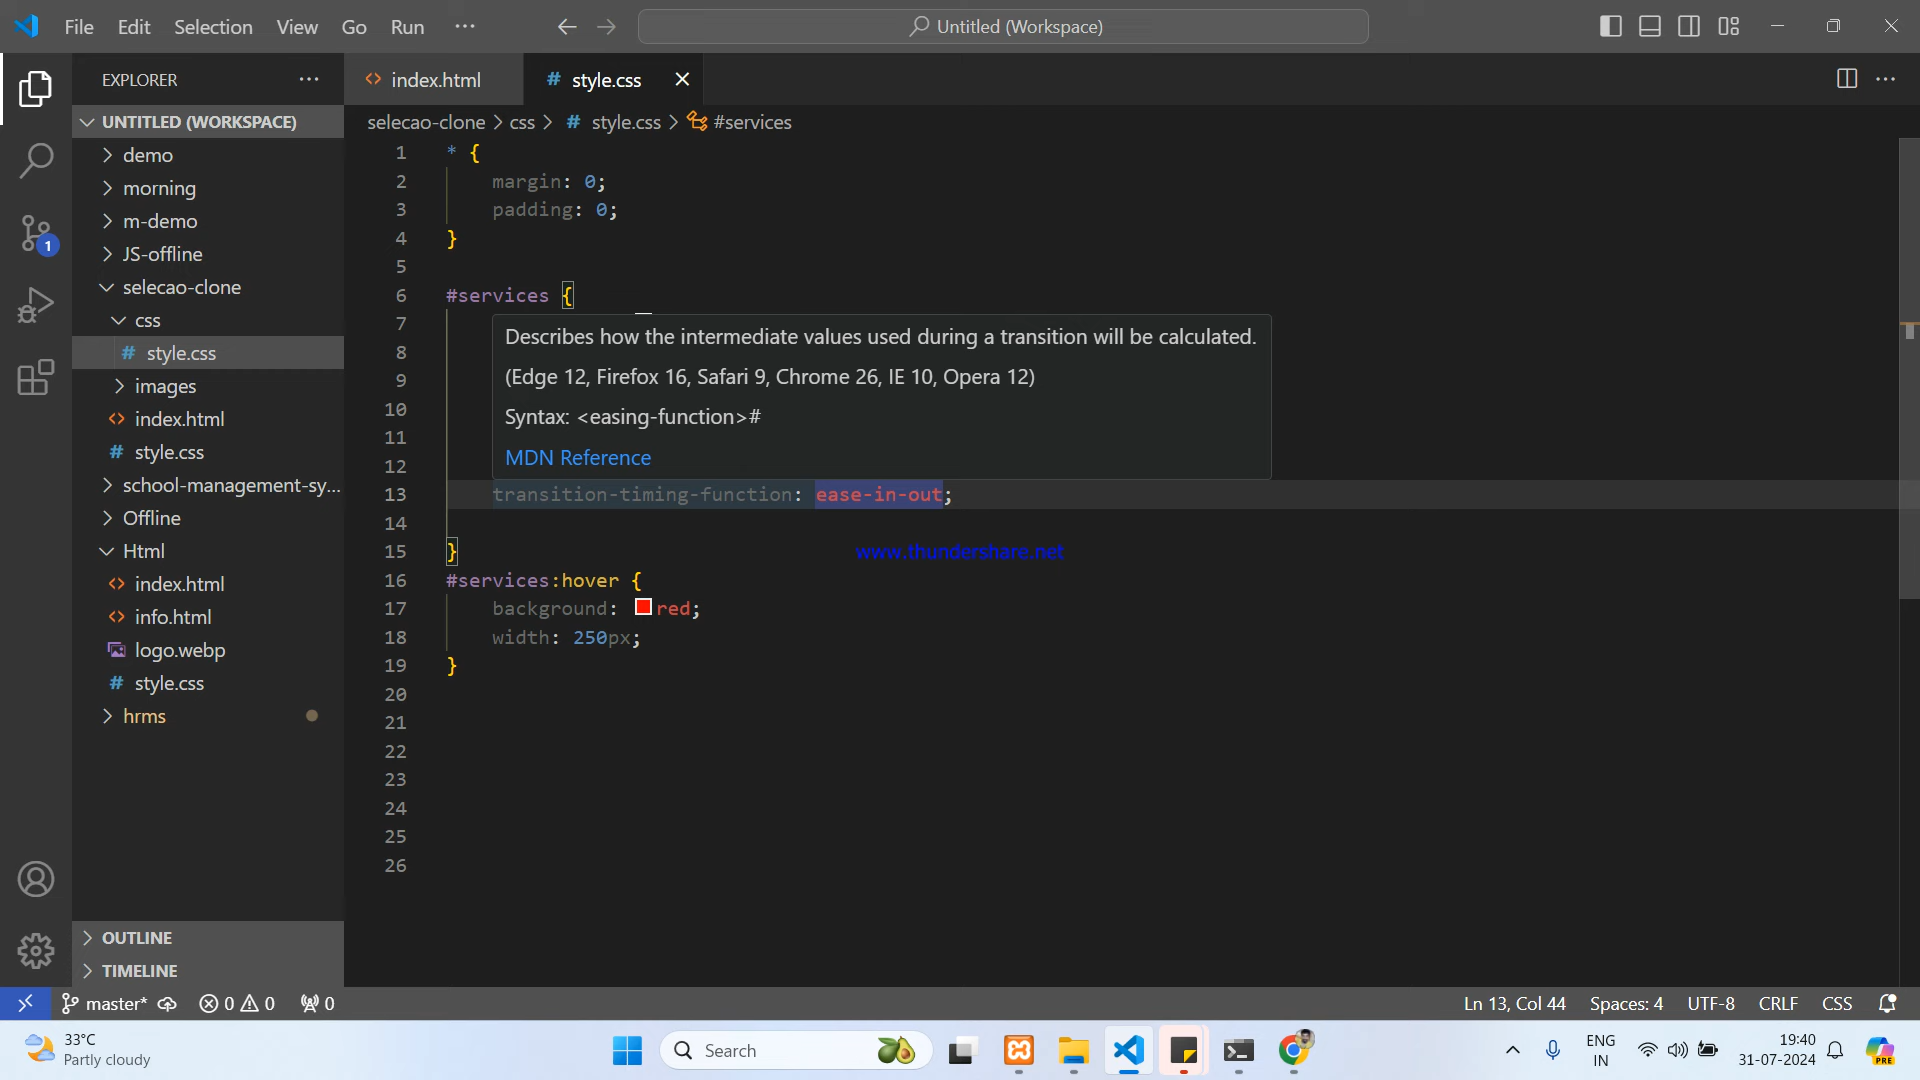 File Edit Selection View Go Run ··· Untitled (Workspace)
EXPLORER ···
index.html
# style.css
UNTITLED (WORKSPACE)
demo
morning
m-demo
JS-offline
selecao-clone
css
# style.css
images
index.html
# style.css
school-management-sy...
Offline
Html
index.html
info.html
logo.webp
# style.css
hrms
OUTLINE
TIMELINE
1
selecao-clone > css > # style.css > #services
1 * {
2 margin: 0;
3 padding: 0;
4 }
5
6 #services {
7
8
9
10
11
12
Describes how the intermediate values used during a transition will be calculated.
(Edge 12, Firefox 16, Safari 9, Chrome 26, IE 10, Opera 12)
Syntax: <easing-function>#
MDN Reference
13 transition-timing-function: ease-in-out;
14
15 }
www.thundershare.net
16 #services:hover {
17 background: red;
18 width: 250px;
19 }
20
21
22
23
24
25
26
master* 0 0 0 Ln 13, Col 44 Spaces: 4 UTF-8 CRLF CSS
33°C
Partly cloudy
Search
ENG
IN
19:40
31-07-2024
PRE